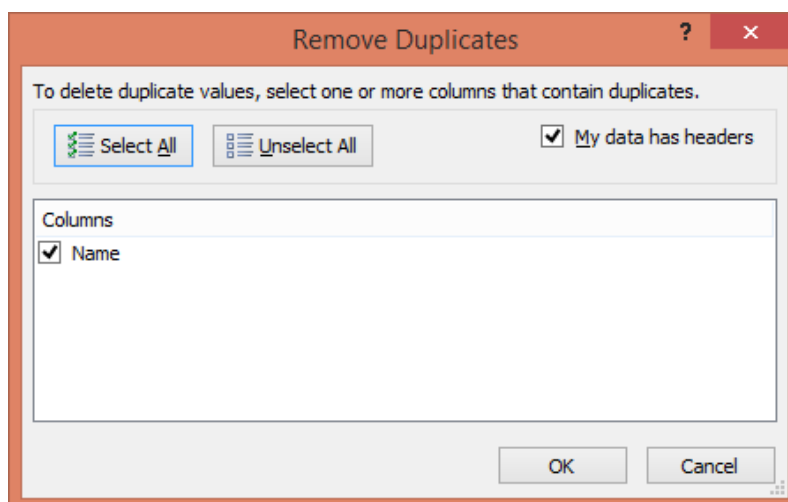 Remove Duplicates
?
To delete duplicate values, select one or more columns that contain duplicates.
Select All
Unselect All
My data has headers
Columns
Name
OK
Cancel